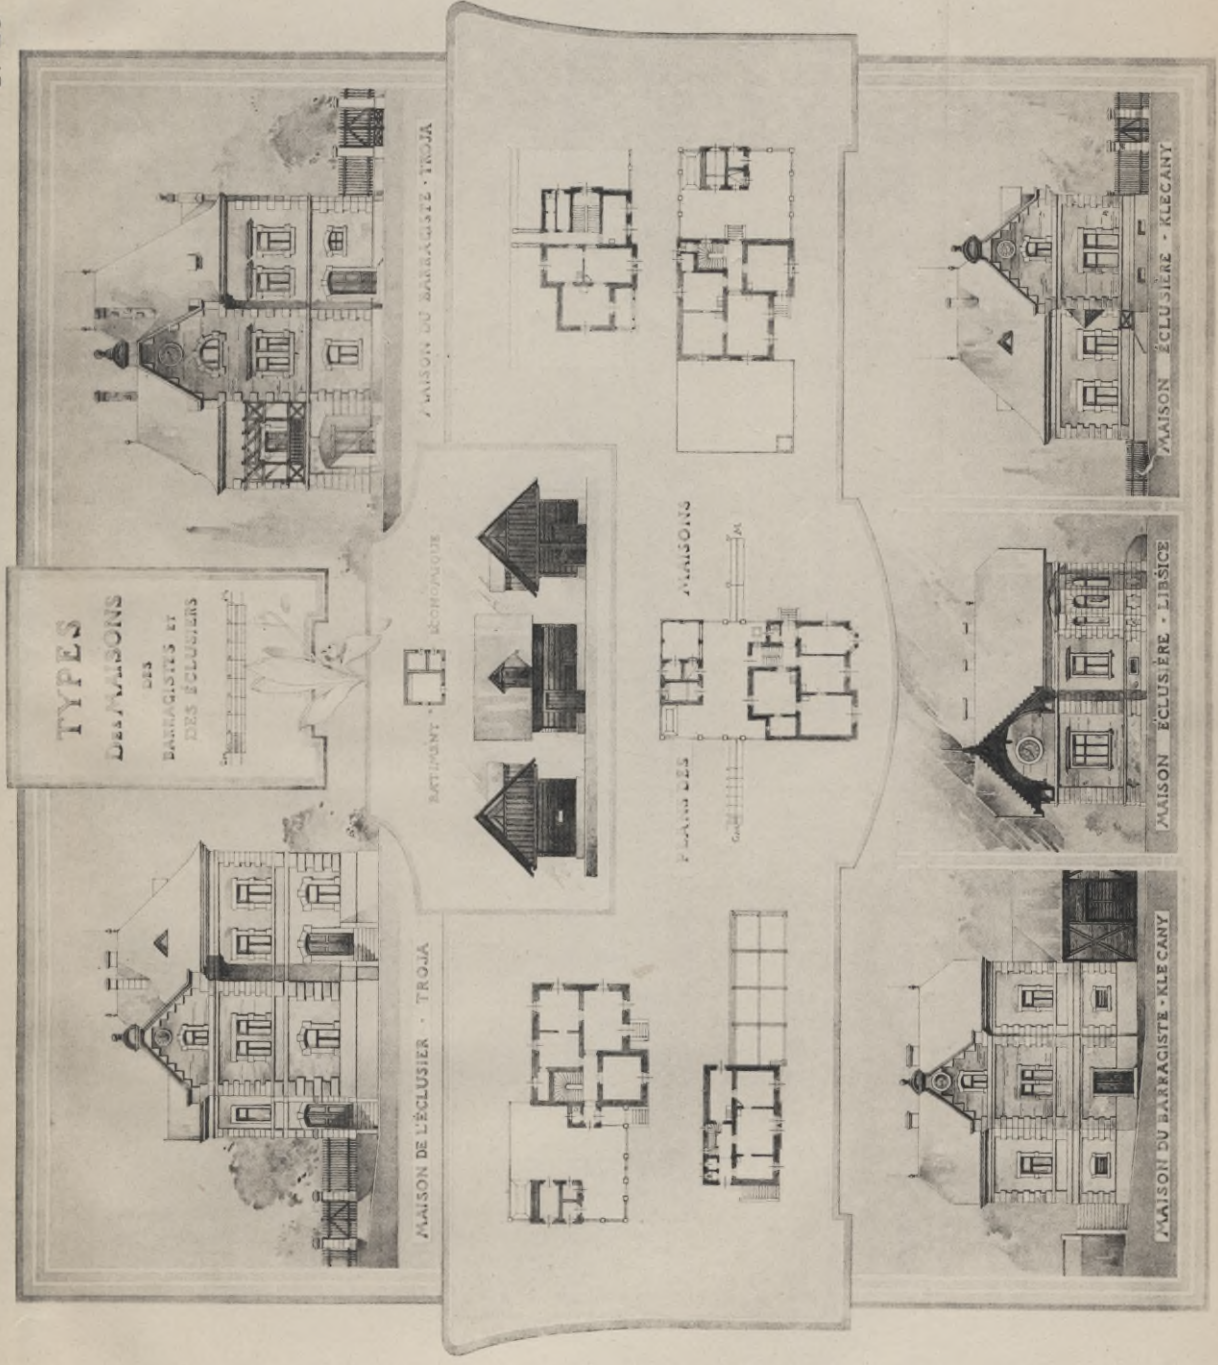 TYPES
DES MAISONS
DES
BARRAGISTES ET
DES ÉCLUSIERS
MAISON DE L'ÉCLUSIER · TROJA
MAISON DU BARRAGISTE · TROJA
BATIMENT ÉCONOMIQUE
PLANS DES MAISONS
MAISON DU BARRAGISTE - KLECANY
MAISON ÉCLUSIÈRE - LIBŠICE
MAISON ÉCLUSIÈRE - KLECANY